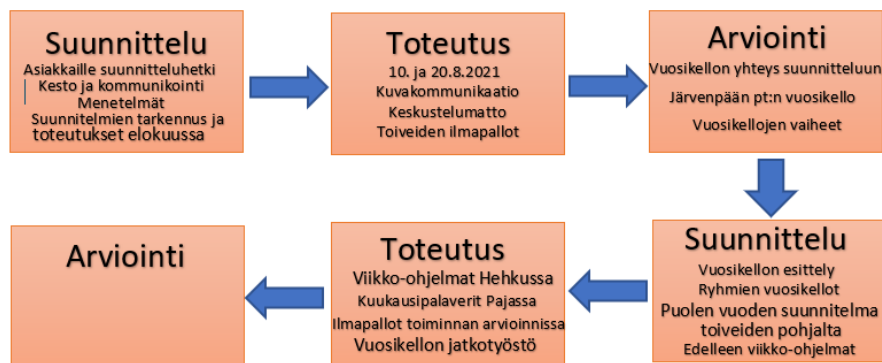 Suunnittelu
Asiakkaille suunnitteluhetki
Kesto ja kommunikointi
Menetelmät
Suunnitelmien tarkennus ja
toteutukset elokuussa
Toteutus
10. ja 20.8.2021
Kuvakommunikaatio
Keskustelumatto
Toiveiden ilmapallot
Arviointi
Vuosikellon yhteys suunnitteluun
Järvenpään pt:n vuosikello
Vuosikellojen vaiheet
Suunnittelu
Vuosikellon esittely
Ryhmien vuosikellot
Puolen vuoden suunnitelma
toiveiden pohjalta
Edelleen viikko-ohjelmat
Toteutus
Viikko-ohjelmat Hehkussa
Kuukausipalaverit Pajassa
Ilmapallot toiminnan arvioinnissa
Vuosikellon jatkotyöstö
Arviointi